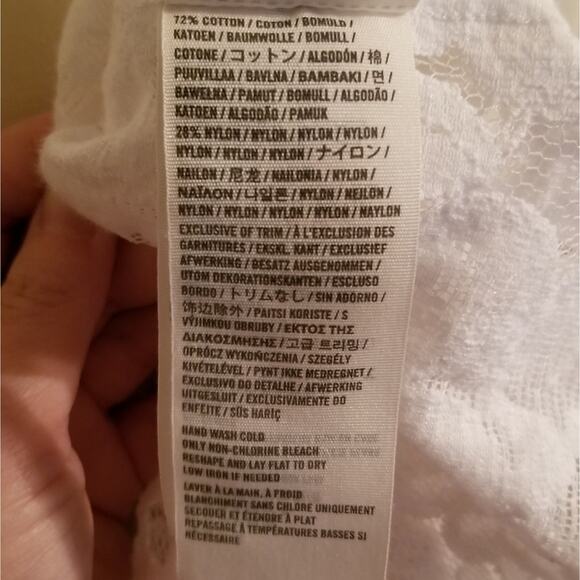 72% COTTON / COTON / BOMULD /
KATOEN / BAUMWOLLE / BOMULL /
COTONE / コットン / ALGODÓN / 棉 /
PUUVILLAA / BAVLNA / ΒΑΜΒΑΚΙ / 면 /
BAWEŁNA / PAMUT / BOMULL / ALGODÃO /
KATOEN / ALGODÃO / PAMUK
28% NYLON / NYLON / NYLON / NYLON /
NYLON / NYLON / NYLON / ナイロン /
NAILON / 尼龙 / NAILONIA / NYLON /
ΝΑΪΛΟΝ / 나일론 / NYLON / NEJLON /
NYLON / NYLON / NYLON / NYLON / NAYLON
EXCLUSIVE OF TRIM / À L'EXCLUSION DES
GARNITURES / EKSKL. KANT / EXCLUSIEF
AFWERKING / BESATZ AUSGENOMMEN /
UTOM DEKORATIONSKANTEN / ESCLUSO
BORDO / トリムなし / SIN ADORNO /
饰边除外 / PAITSI KORISTE / S
VÝJIMKOU OBRUBY / ΕΚΤΟΣ ΤΗΣ
ΔΙΑΚΟΣΜΗΣΗΣ / 고급 트리밍 /
OPRÓCZ WYKOŃCZENIA / SZEGÉLY
KIVÉTELÉVEL / PYNT IKKE MEDREGNET /
EXCLUSIVO DO DETALHE / AFWERKING
UITGESLUIT / EXCLUSIVAMENTE DO
ENFEITE / SÜS HARİÇ
HAND WASH COLD
ONLY NON-CHLORINE BLEACH
RESHAPE AND LAY FLAT TO DRY
LOW IRON IF NEEDED
LAVER À LA MAIN, À FROID
BLANCHIMENT SANS CHLORE UNIQUEMENT
SECOUER ET ÉTENDRE À PLAT
REPASSAGE À TEMPÉRATURES BASSES SI
NÉCESSAIRE